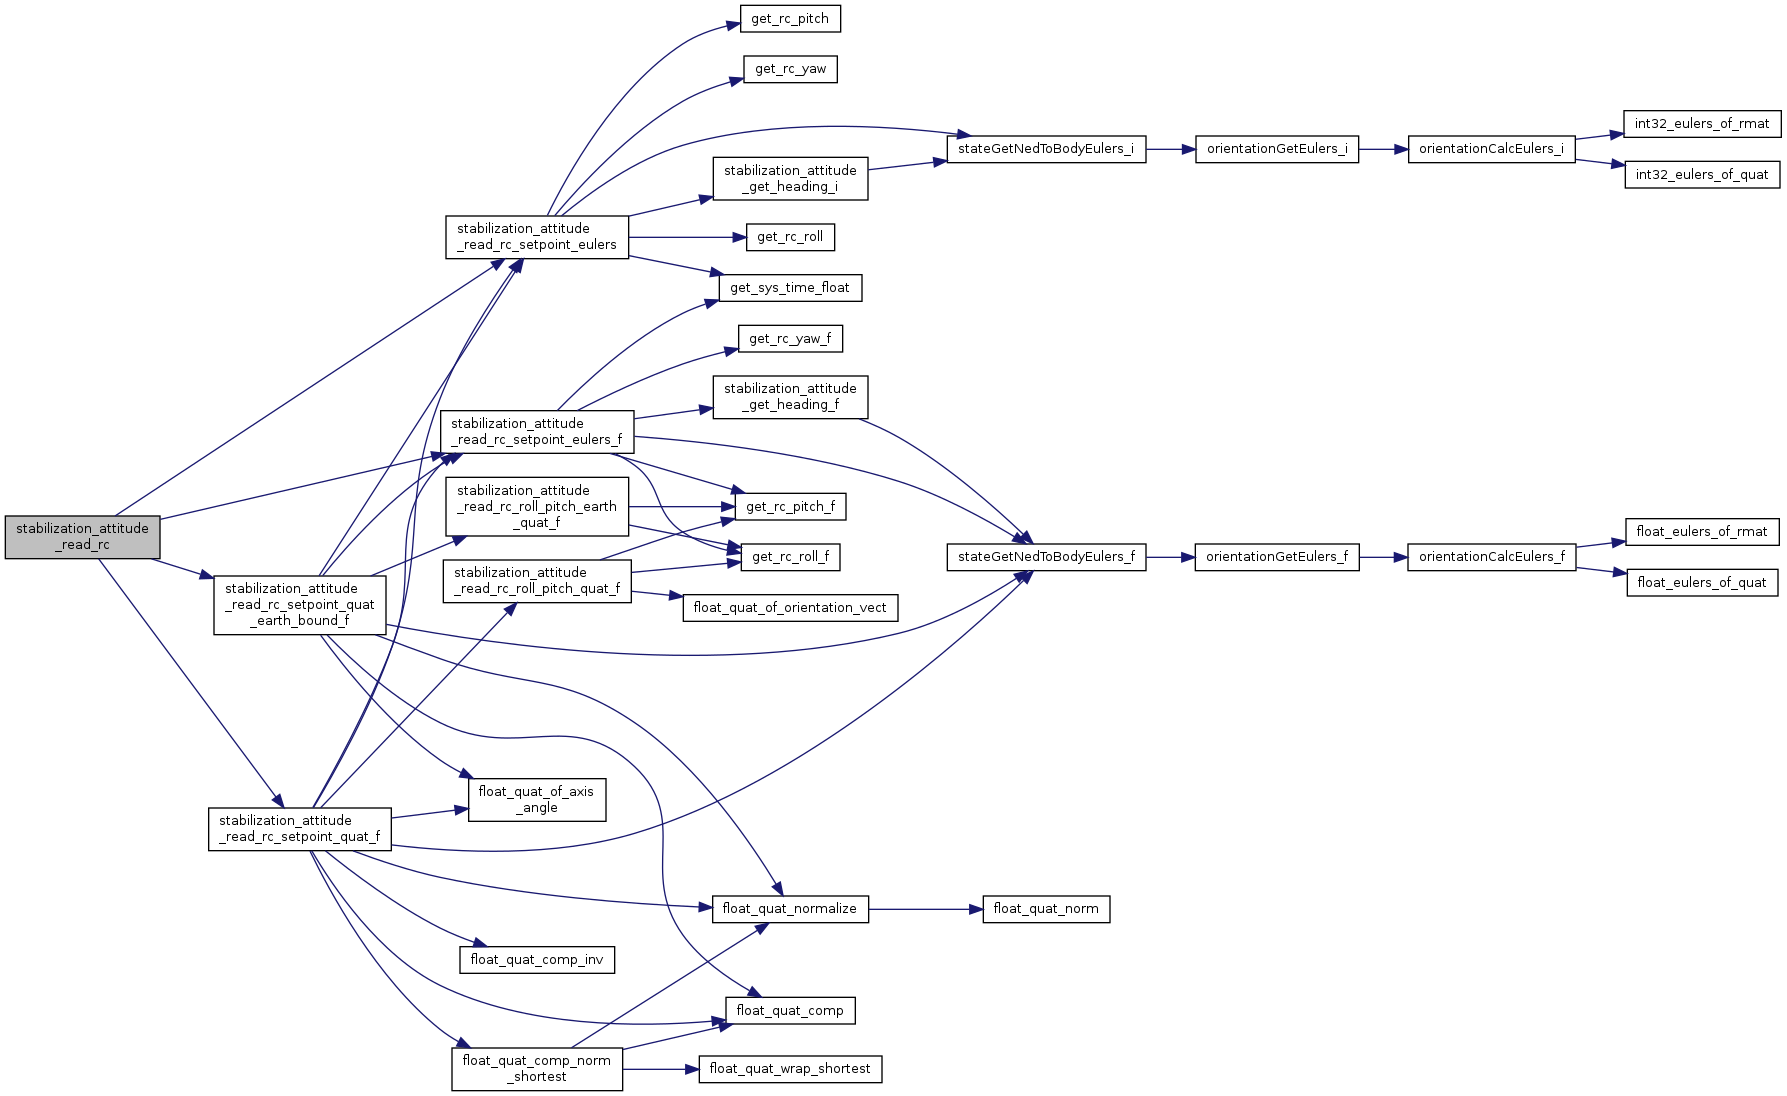 get_rc_pitch
get_rc_yaw
int32_eulers_of_rmat
stateGetNedToBodyEulers_i
orientationGetEulers_i
orientationCalcEulers_i
int32_eulers_of_quat
stabilization_attitude
_get_heading_i
stabilization_attitude
_read_rc_setpoint_eulers
get_rc_roll
get_sys_time_float
get_rc_yaw_f
stabilization_attitude
_get_heading_f
stabilization_attitude
_read_rc_setpoint_eulers_f
stabilization_attitude
_read_rc_roll_pitch_earth
_quat_f
get_rc_pitch_f
stabilization_attitude
_read_rc
get_rc_roll_f
stateGetNedToBodyEulers_f
orientationGetEulers_f
orientationCalcEulers_f
float_eulers_of_rmat
float_eulers_of_quat
stabilization_attitude
_read_rc_roll_pitch_quat_f
stabilization_attitude
_read_rc_setpoint_quat
_earth_bound_f
float_quat_of_orientation_vect
float_quat_of_axis
_angle
stabilization_attitude
_read_rc_setpoint_quat_f
float_quat_normalize
float_quat_norm
float_quat_comp_inv
float_quat_comp
float_quat_comp_norm
_shortest
float_quat_wrap_shortest